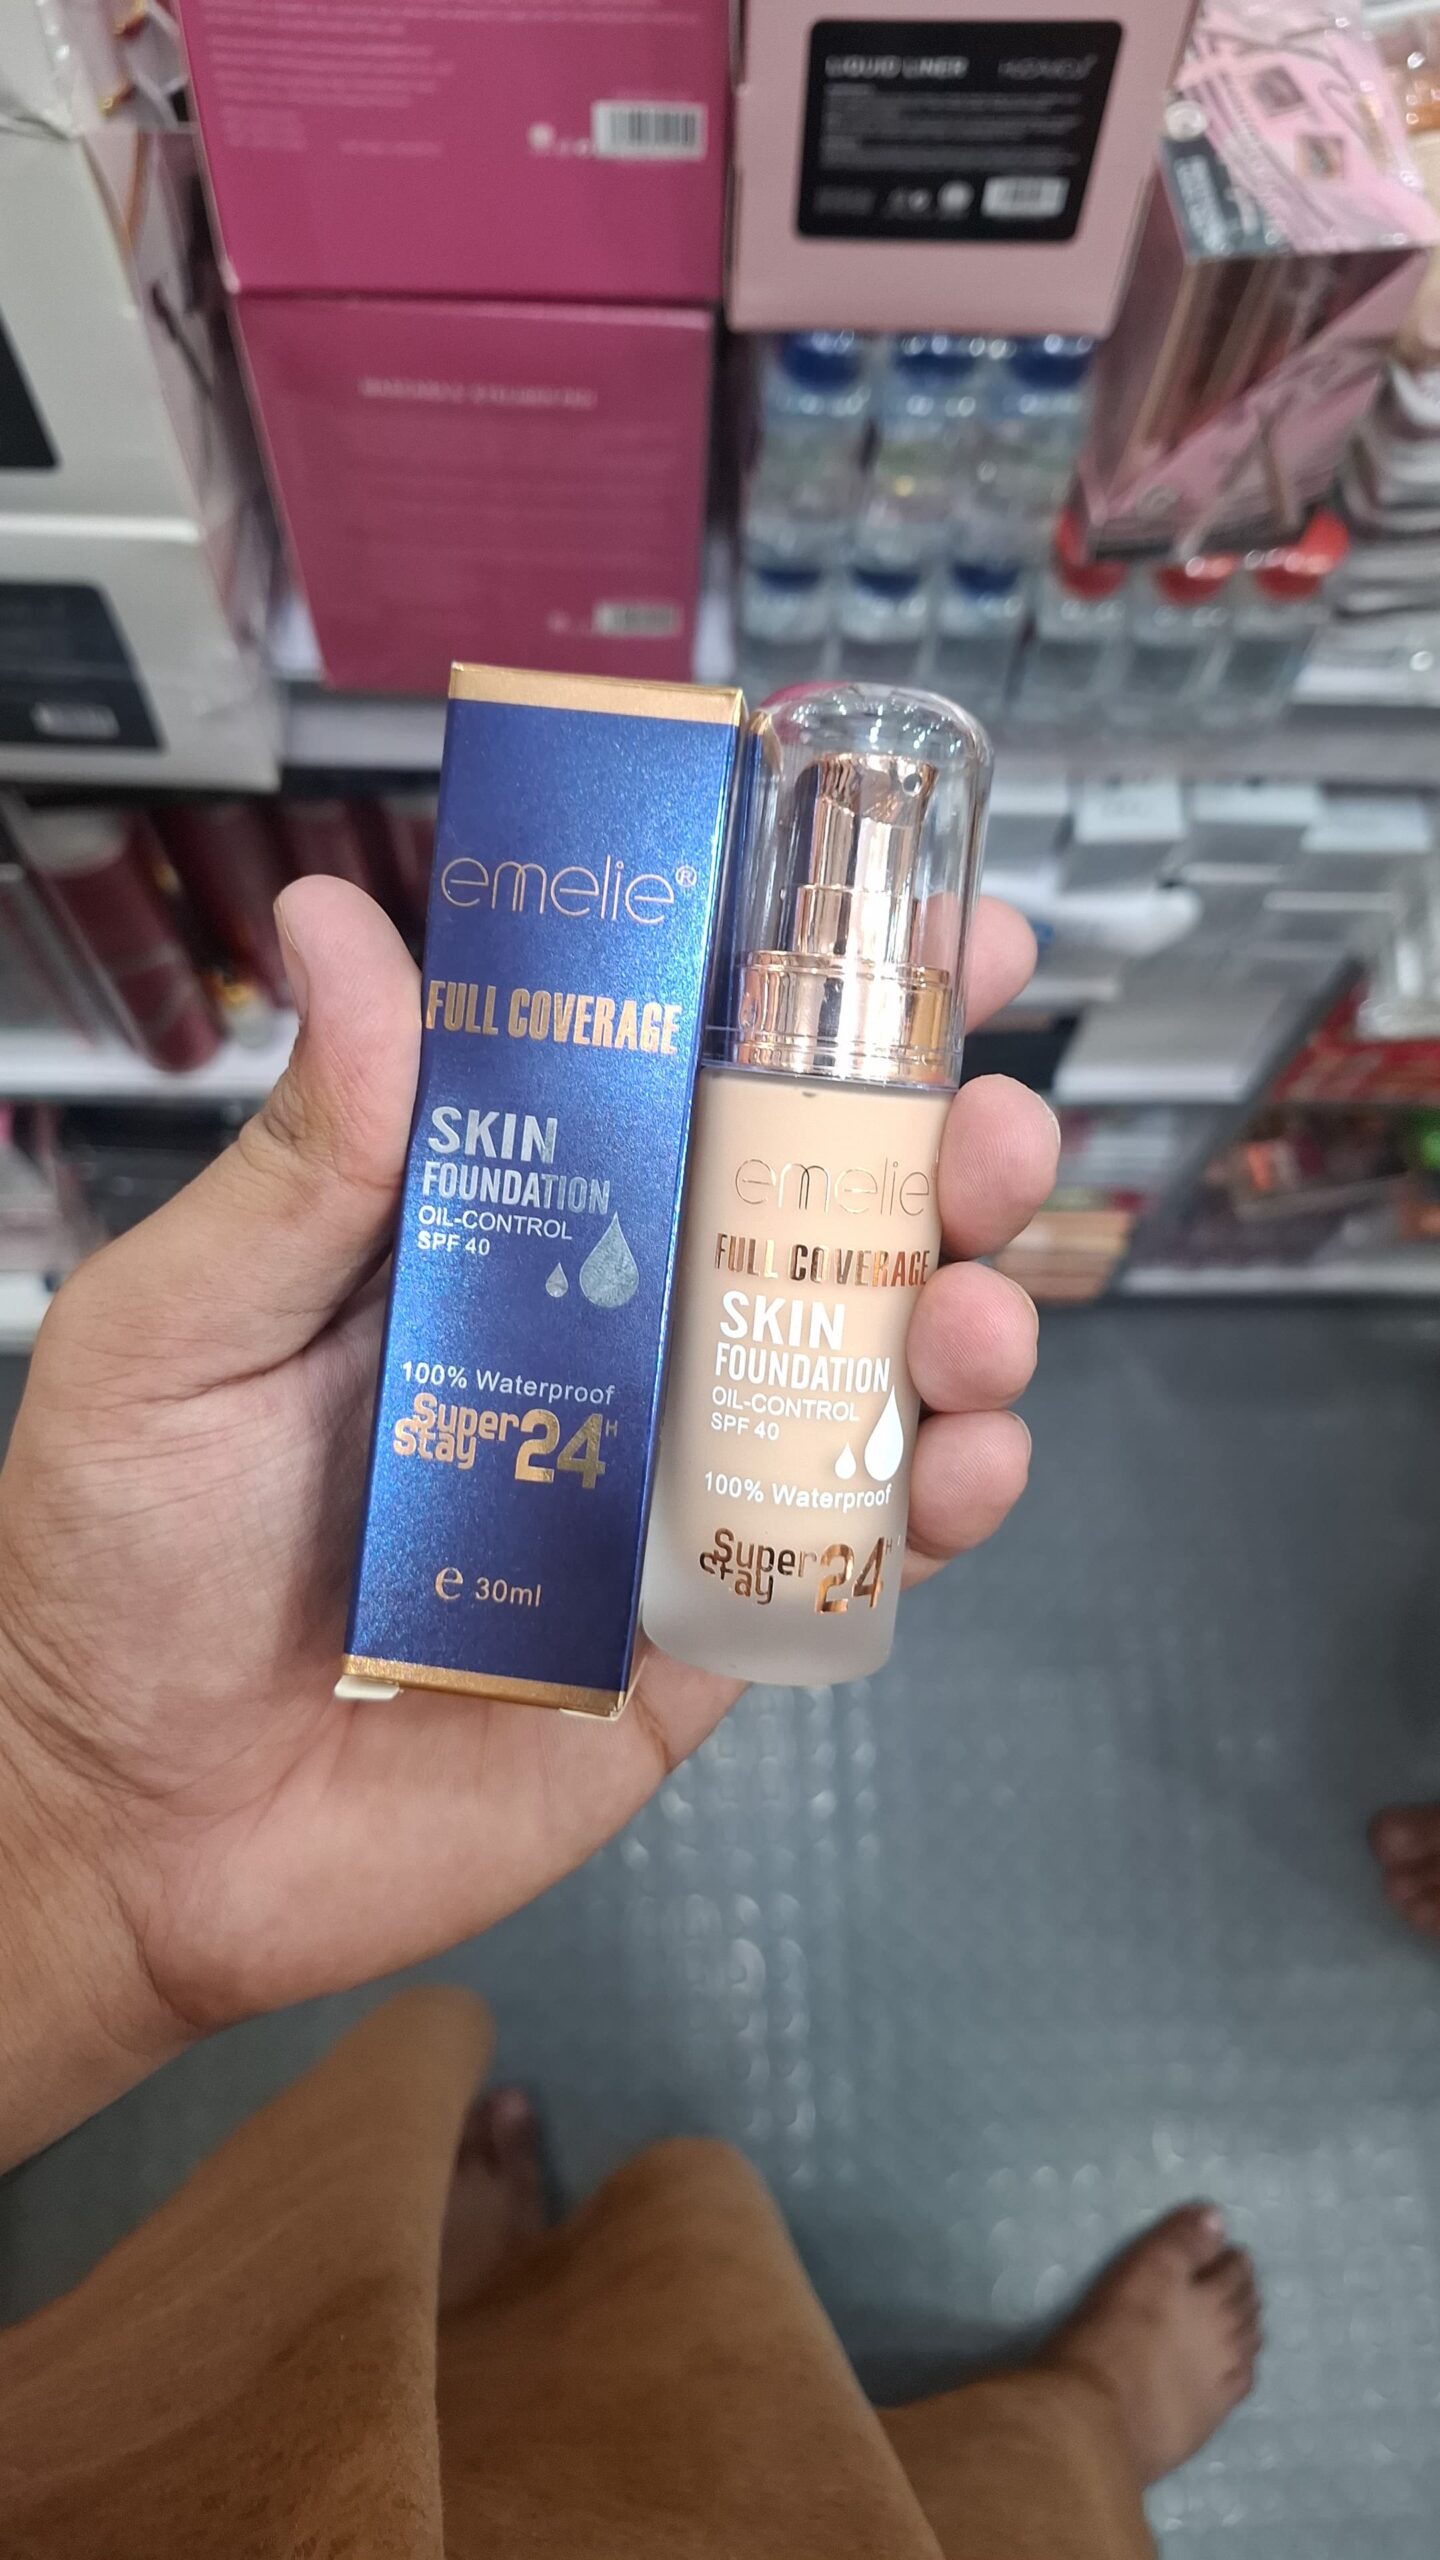 LIQUID LINER
emelie®
FULL COVERAGE
SKIN
FOUNDATION
OIL-CONTROL
SPF 40
100% Waterproof
Super
Stay 24H
e 30ml
emelie
FULL COVERAGE
SKIN
FOUNDATION
OIL-CONTROL
SPF 40
100% Waterproof
Super
Stay 24H